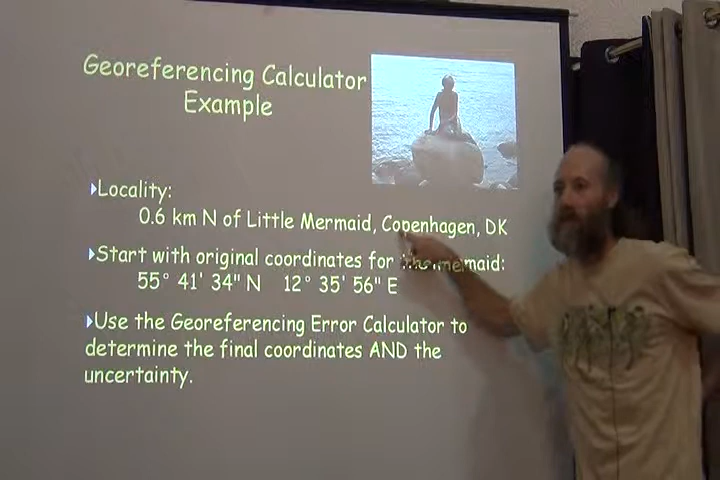 Georeferencing Calculator
Example
Locality:
0.6 km N of Little Mermaid, Copenhagen, DK
Start with original coordinates for mermaid:
55° 41' 34" N 12° 35' 56" E
Use the Georeferencing Error Calculator to
determine the final coordinates AND the
uncertainty.